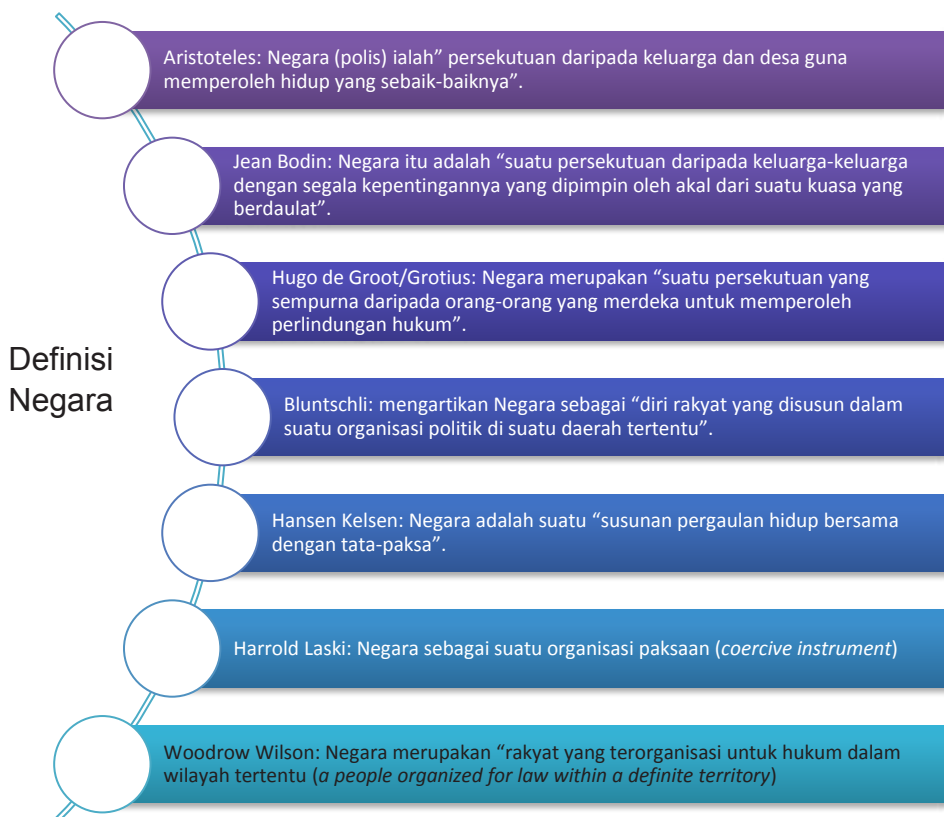 Aristoteles: Negara (polis) ialah” persekutuan daripada keluarga dan desa guna
memperoleh hidup yang sebaik-baiknya”.
Jean Bodin: Negara itu adalah “suatu persekutuan daripada keluarga-keluarga
dengan segala kepentingannya yang dipimpin oleh akal dari suatu kuasa yang
berdaulat”.
Hugo de Groot/Grotius: Negara merupakan “suatu persekutuan yang
sempurna daripada orang-orang yang merdeka untuk memperoleh
perlindungan hukum”.
Definisi
Negara
Bluntschli: mengartikan Negara sebagai “diri rakyat yang disusun dalam
suatu organisasi politik di suatu daerah tertentu”.
Hansen Kelsen: Negara adalah suatu “susunan pergaulan hidup bersama
dengan tata-paksa”.
Harrold Laski: Negara sebagai suatu organisasi paksaan (coercive instrument)
Woodrow Wilson: Negara merupakan “rakyat yang terorganisasi untuk hukum dalam
wilayah tertentu (a people organized for law within a definite territory)